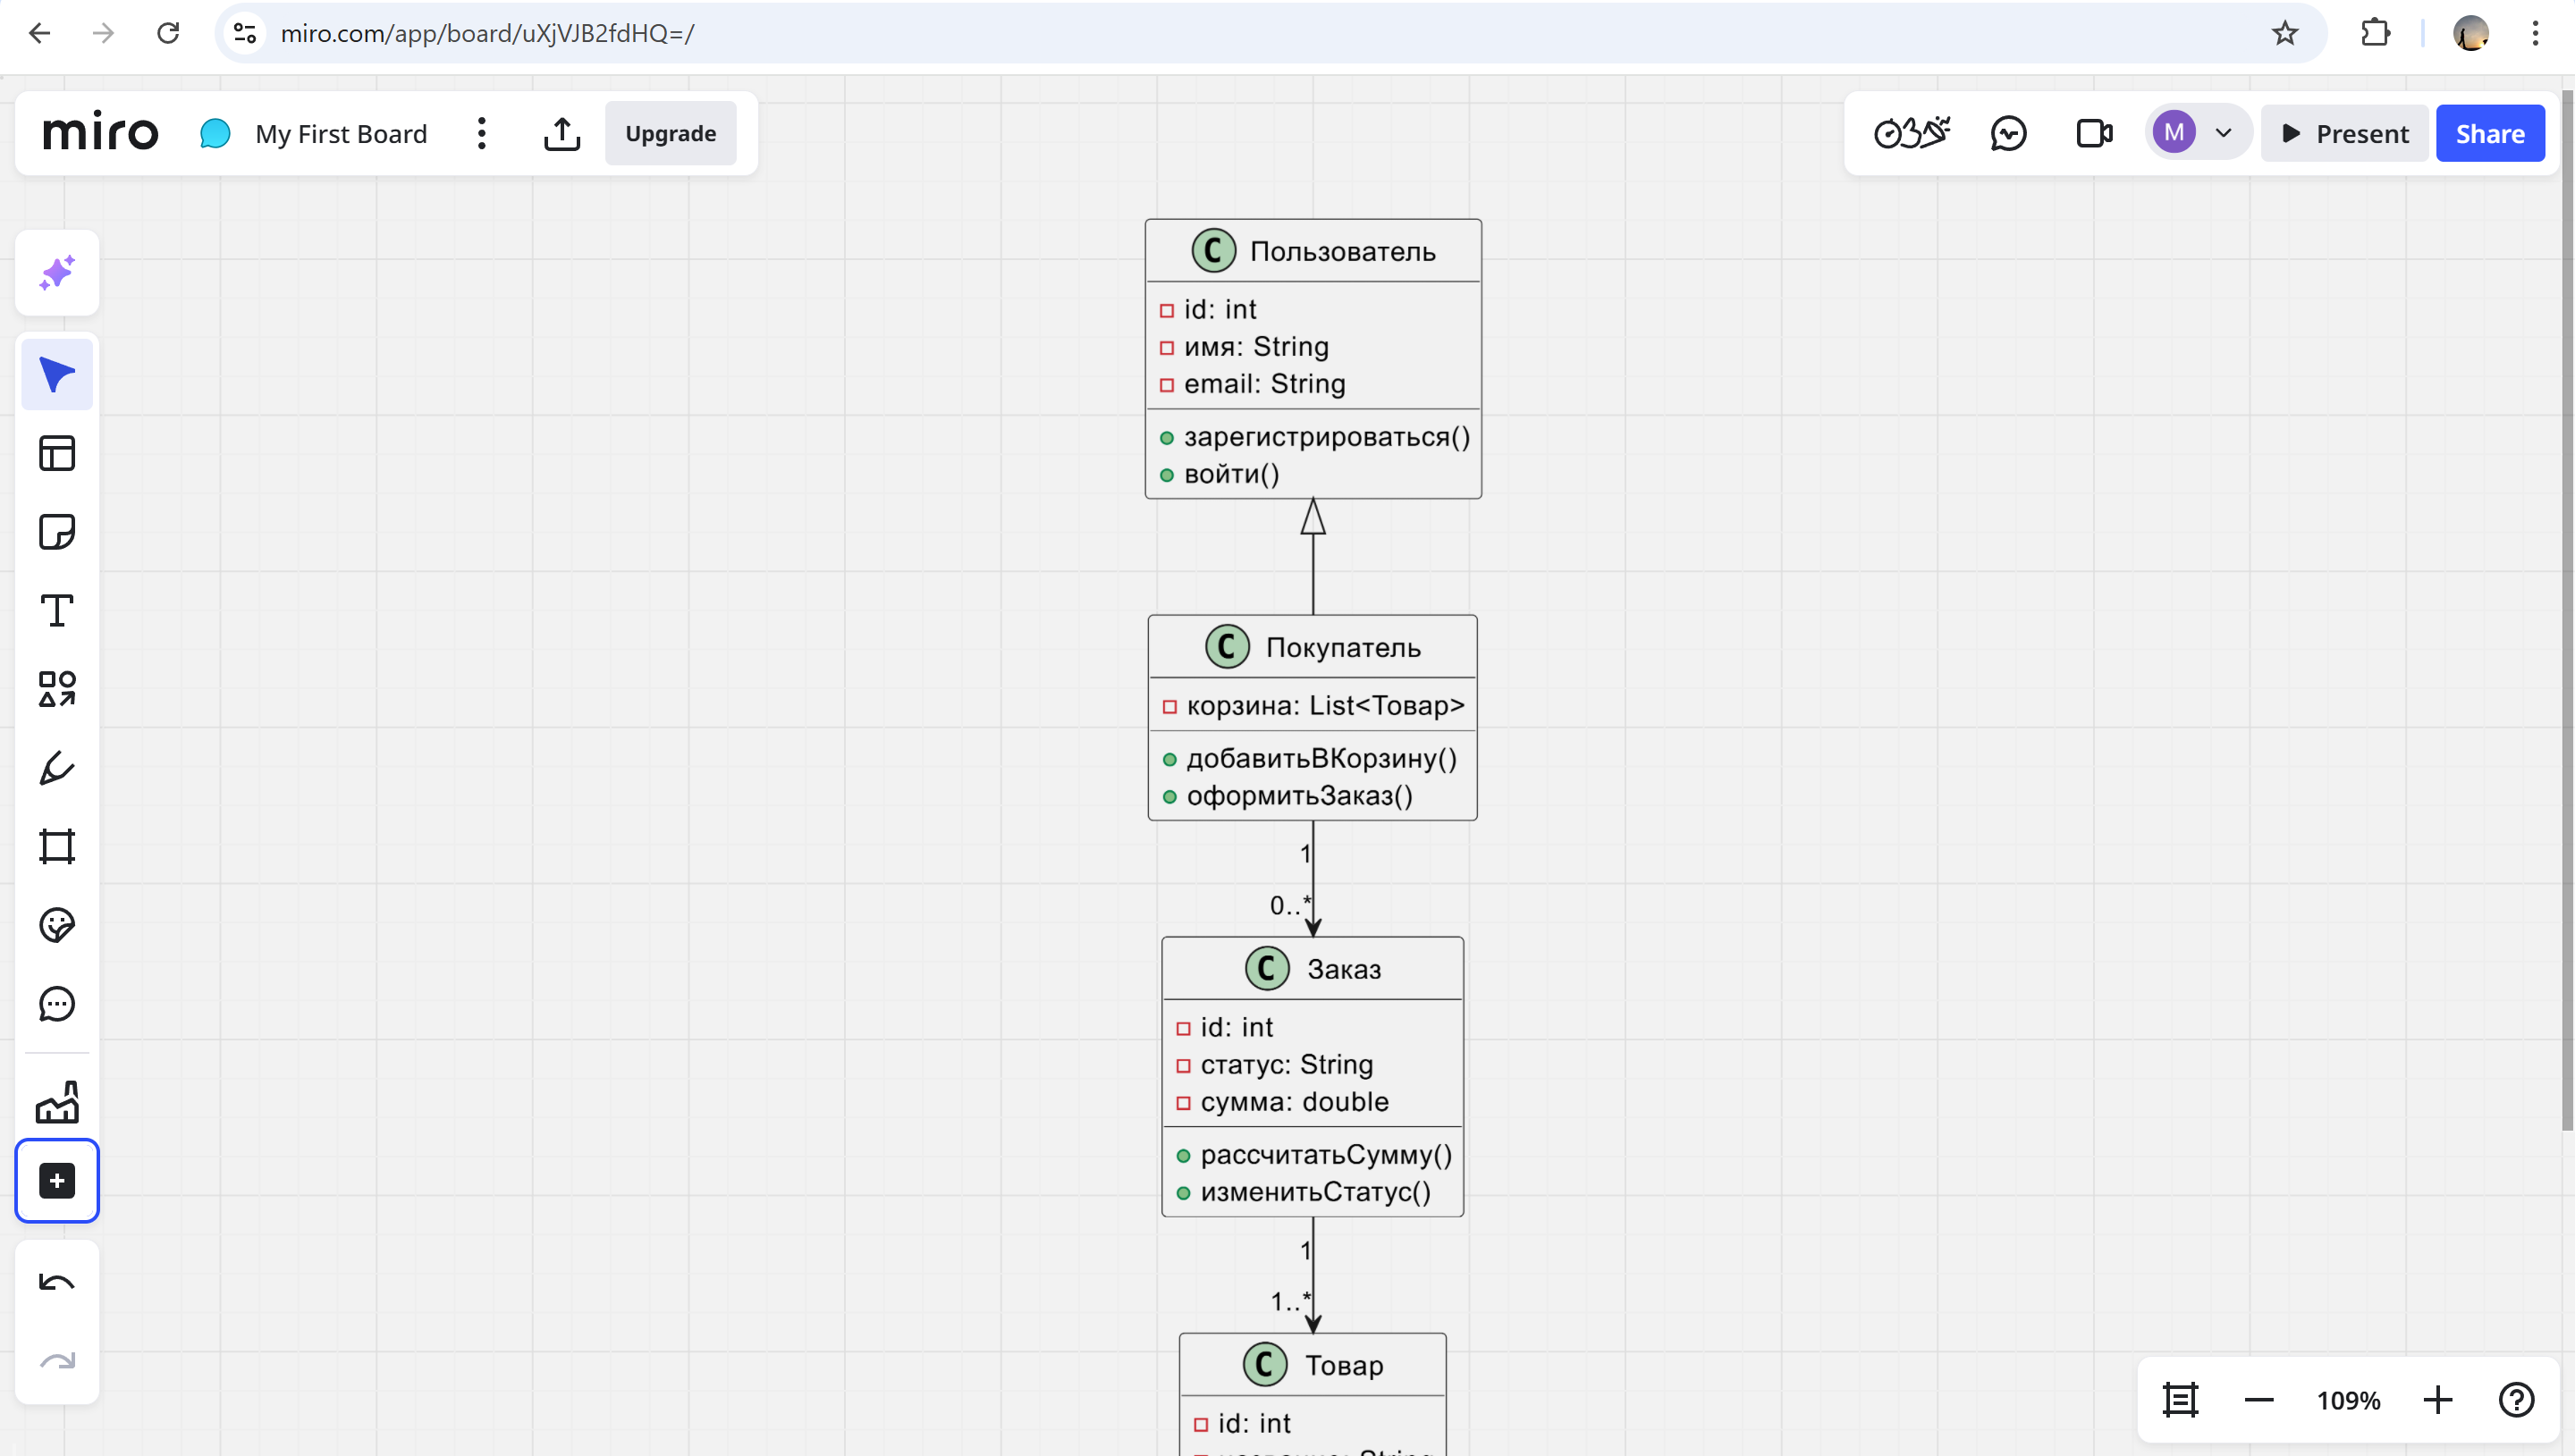 miro.com/app/board/uXjVJB2fdHQ=/
miro
My First Board
Upgrade
M
Present
Share
C Пользователь
id: int
имя: String
email: String
зарегистрироваться()
войти()
C Покупатель
корзина: List<Товар>
добавитьВКорзину()
оформитьЗаказ()
1
0..*
C Заказ
id: int
статус: String
сумма: double
рассчитатьСумму()
изменитьСтатус()
1
1..*
C Товар
id: int
109%